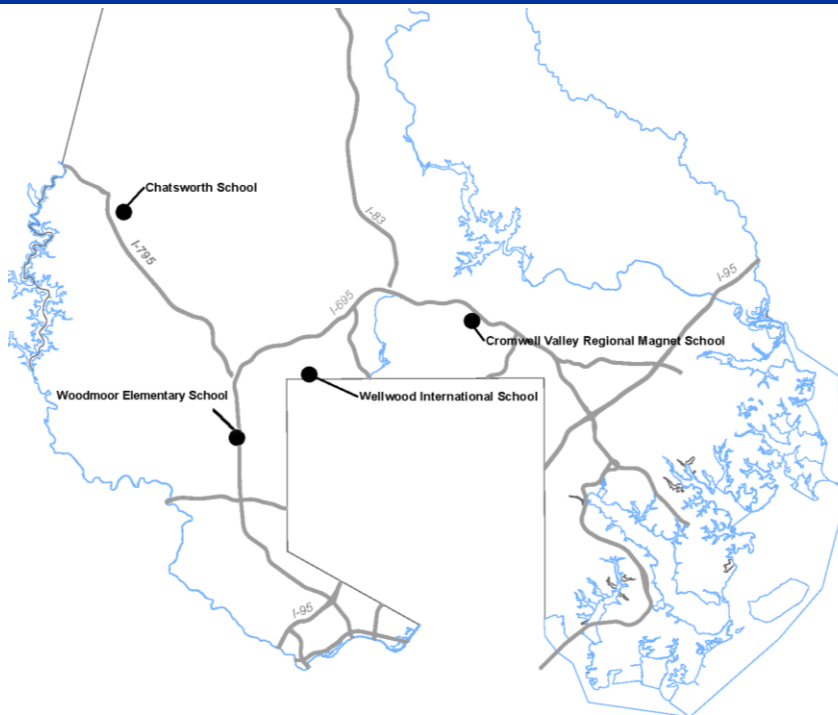 Chatsworth School
I-83
I-795
I-95
I-695
Cromwell Valley Regional Magnet School
Woodmoor Elementary School
Wellwood International School
I-95